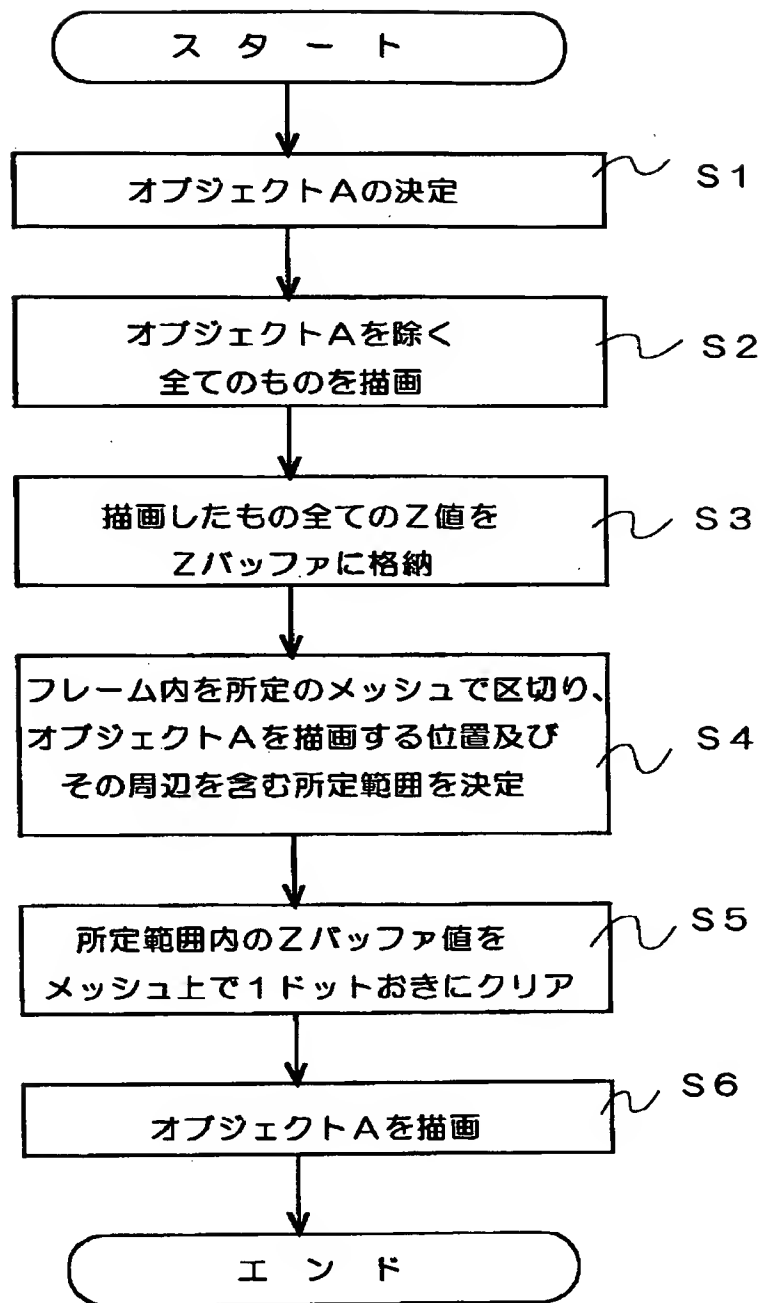 スタート
オブジェクトAの決定
S1
オブジェクトAを除く
全てのものを描画
S2
描画したもの全てのZ値を
Zバッファに格納
S3
フレーム内を所定のメッシュで区切り、
オブジェクトAを描画する位置及び
その周辺を含む所定範囲を決定
S4
所定範囲内のZバッファ値を
メッシュ上で1ドットおきにクリア
S5
オブジェクトAを描画
S6
エンド